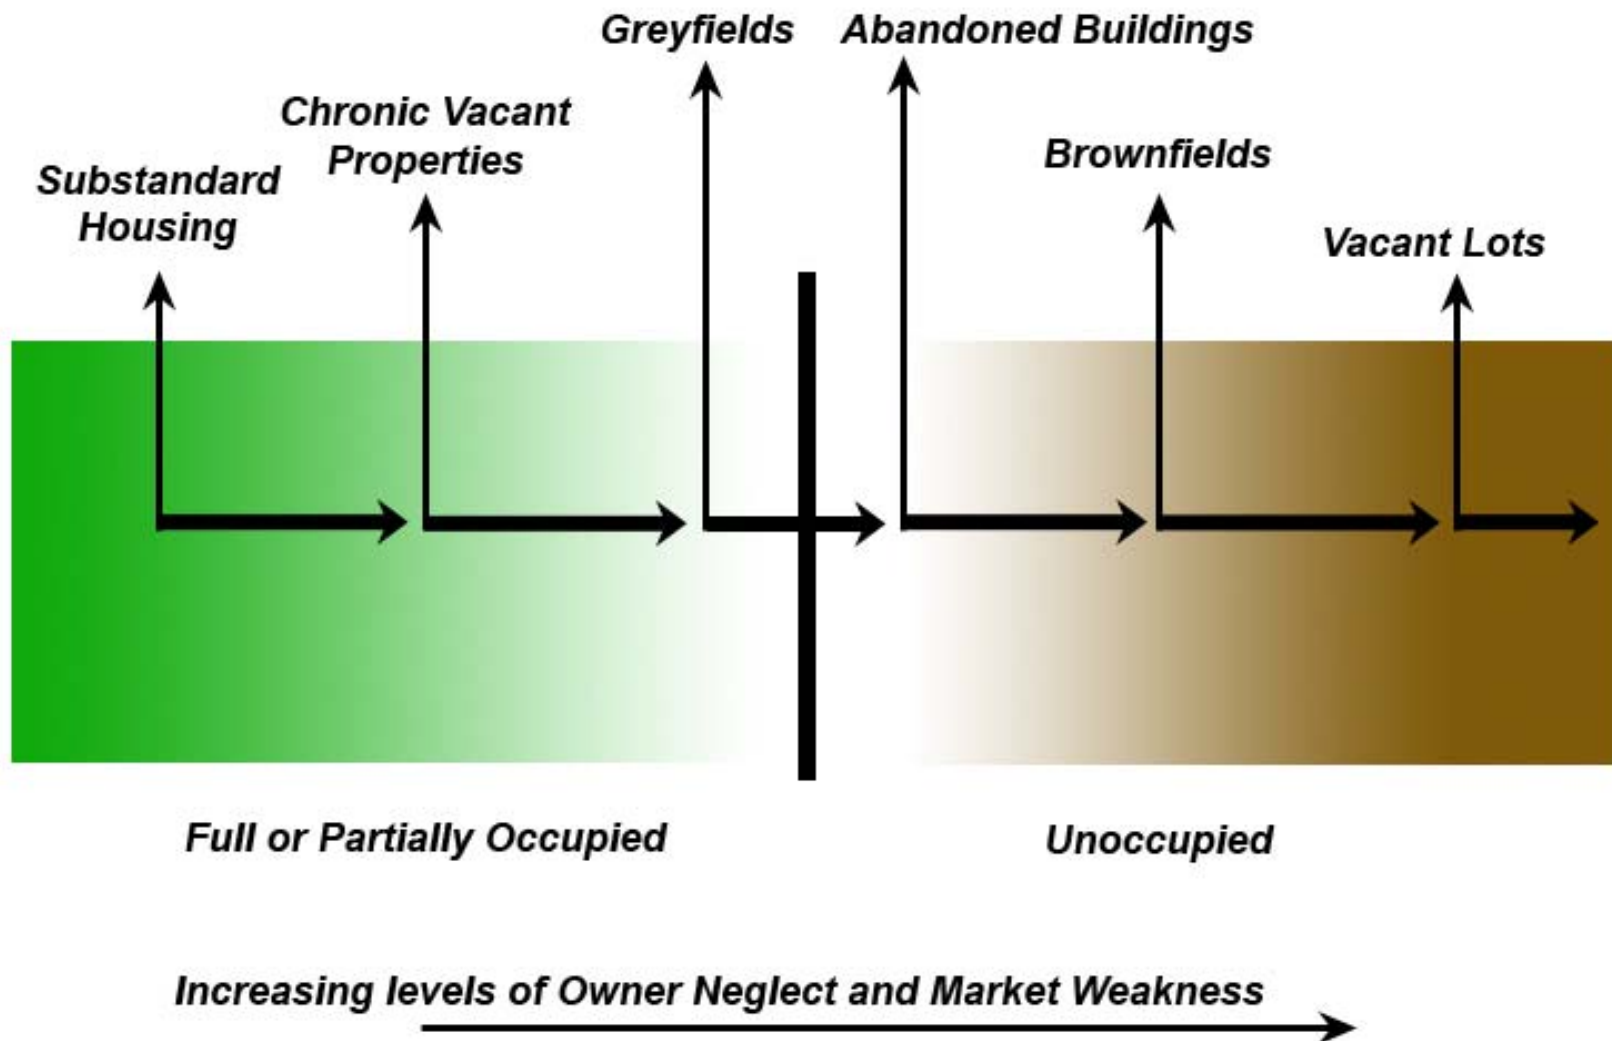 Greyfields
Abandoned Buildings
Chronic Vacant
Properties
Brownfields
Substandard
Housing
Vacant Lots
Full or Partially Occupied
Unoccupied
Increasing levels of Owner Neglect and Market Weakness